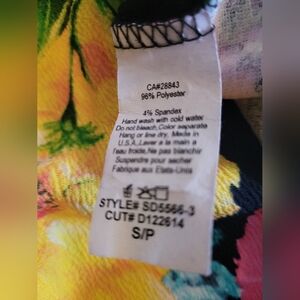 CA#28843
96% Polyester
4% Spandex
Hand wash with cold water
Do not bleach,Color separate
Hang or line dry, Made in
U.S.A,Laver a la main a
l'eau froide,Ne pas blanchir
Suspendre pour sacher
Fabrique aux Etats-Unis
STYLE# SD5566-3
CUT# D122614
S/P